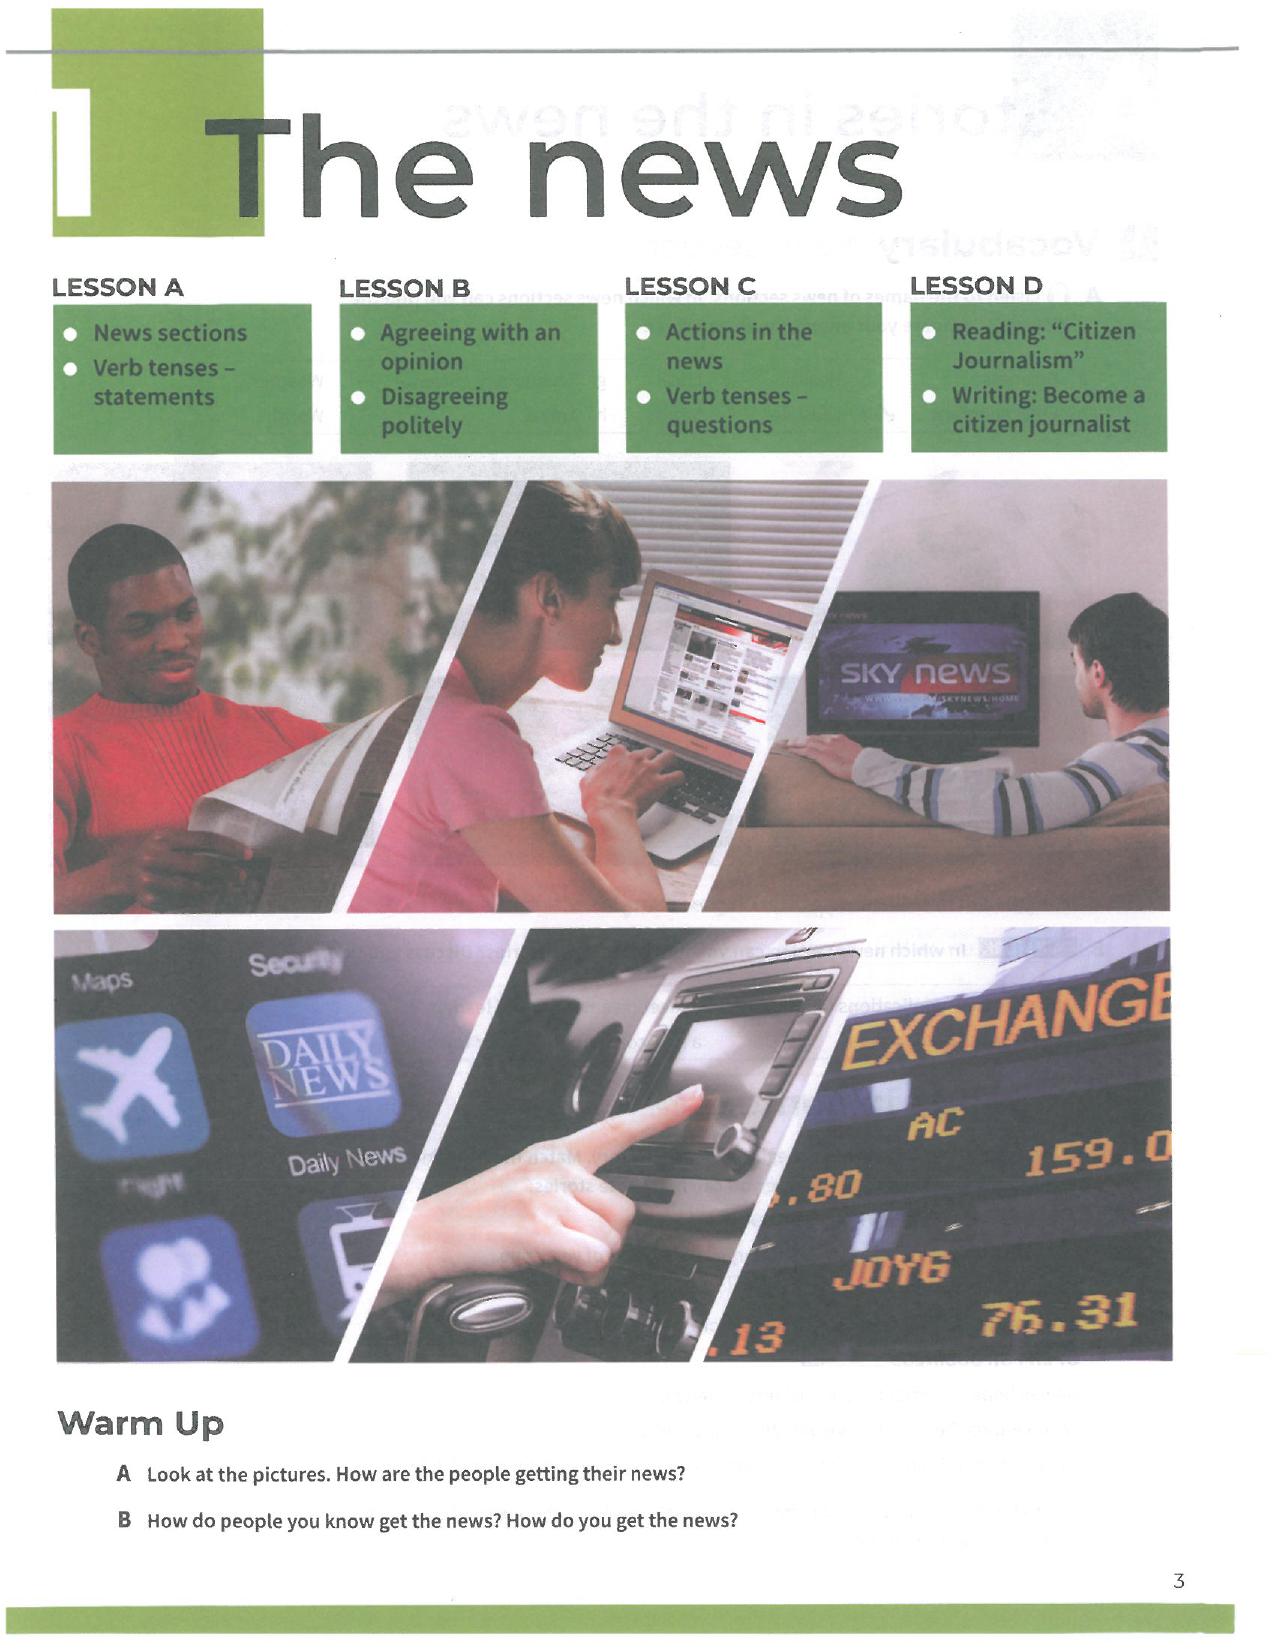 1 The news
LESSON A
● News sections
● Verb tenses –
statements
LESSON B
● Agreeing with an
opinion
● Disagreeing
politely
LESSON C
● Actions in the
news
● Verb tenses –
questions
LESSON D
● Reading: “Citizen
Journalism”
● Writing: Become a
citizen journalist
SKY news
Maps
Security
DAILY
NEWS
Daily News
EXCHANGE
AC
159.0
.80
JOYG
76.31
.13
Warm Up
A Look at the pictures. How are the people getting their news?
B How do people you know get the news? How do you get the news?
3